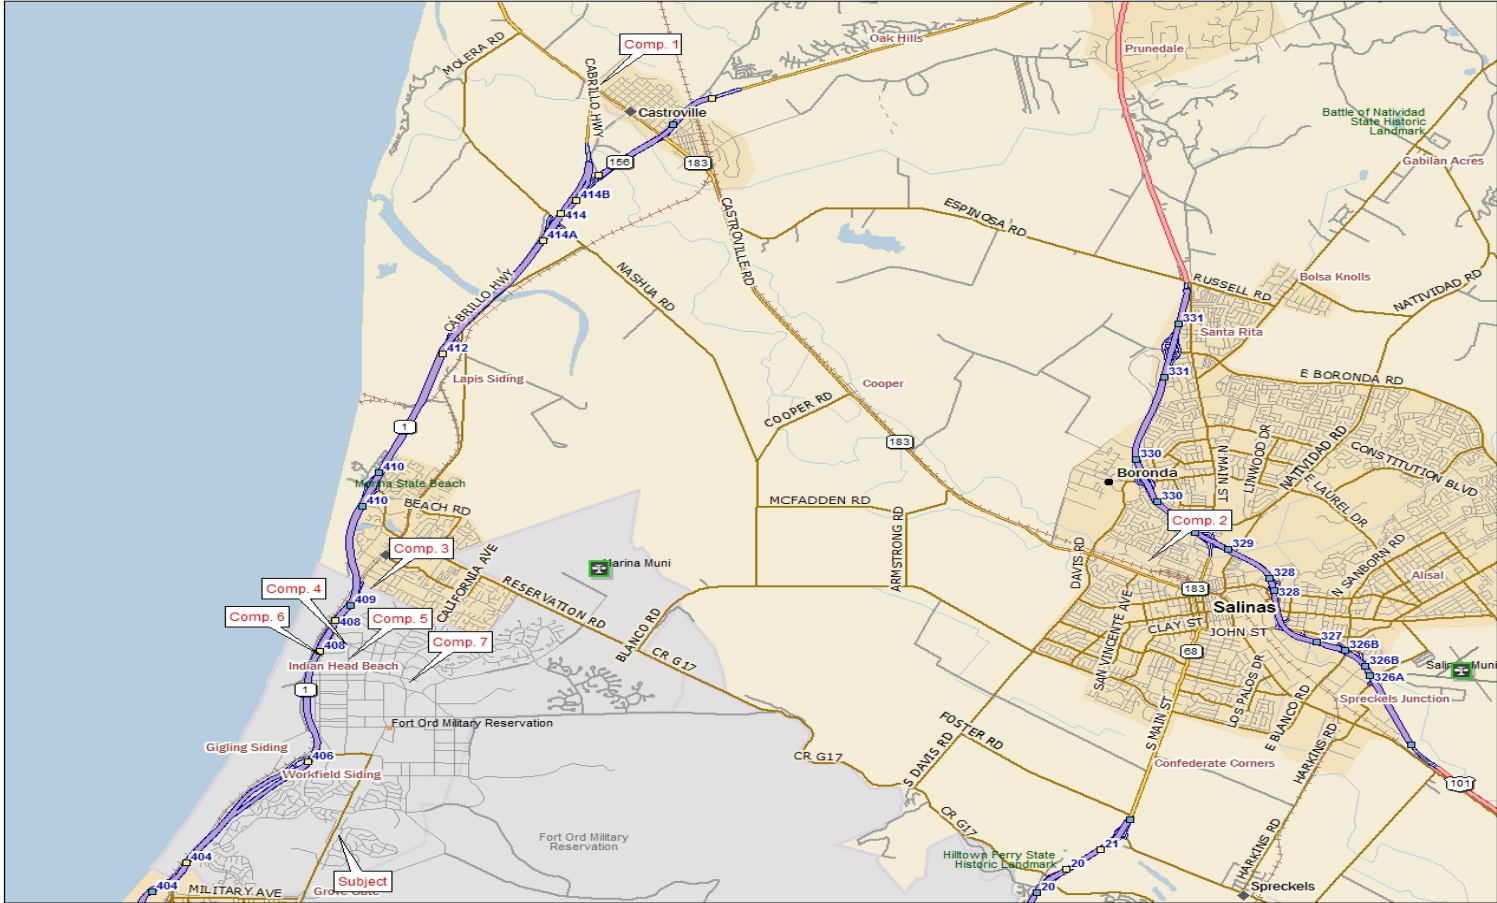 MOLERA RD
Comp. 1
Oak Hills
Prunedale
CABRILLO HWY
Castroville
Battle of Natividad
State Historic
Landmark
Gabilan Acres
156
183
414B
414
414A
CASTROVILLE RD
ESPINOSA RD
NASHUA RD
CABRILLO HWY
RUSSELL RD
Bolsa Knolls
NATIVIDAD RD
331
Santa Rita
412
Lapis Siding
Cooper
331
E BORONDA RD
COOPER RD
1
183
N MAIN ST
LINWOOD DR
NATIVIDAD RD
CONSTITUTION BLVD
410
330
Boronda
Marina State Beach
E LAUREL DR
410
BEACH RD
MCFADDEN RD
330
Comp. 2
ARMSTRONG RD
329
Comp. 3
CALIFORNIA AVE
Marina Muni
DAVIS RD
N SANBORN RD
Alisal
328
Comp. 4
RESERVATION RD
183
328
409
Salinas
Comp. 6
408
Comp. 5
BLANCO RD
SAN VINCENTE AVE
CLAY ST
JOHN ST
327
408
Comp. 7
CR G17
68
326B
326B
Indian Head Beach
Salinas Muni
326A
1
LOS PALOS DR
Spreckels Junction
Fort Ord Military Reservation
S MAIN ST
E BLANCO RD
FOSTER RD
HARKINS RD
Gigling Siding
406
CR G17
S DAVIS RD
Confederate Corners
Workfield Siding
101
CR G17
Fort Ord Military
Reservation
HARKINS RD
21
404
Hilltown Ferry State
Historic Landmark
20
Subject
404
MILITARY AVE
20
Spreckels